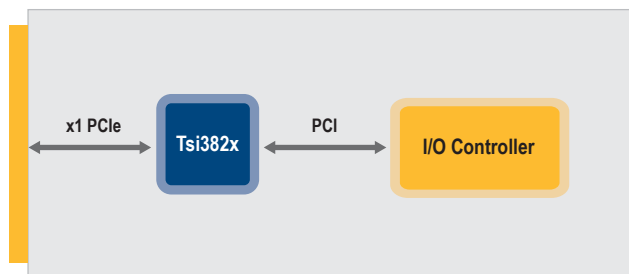 x1 PCIe
Tsi382x
PCI
I/O Controller